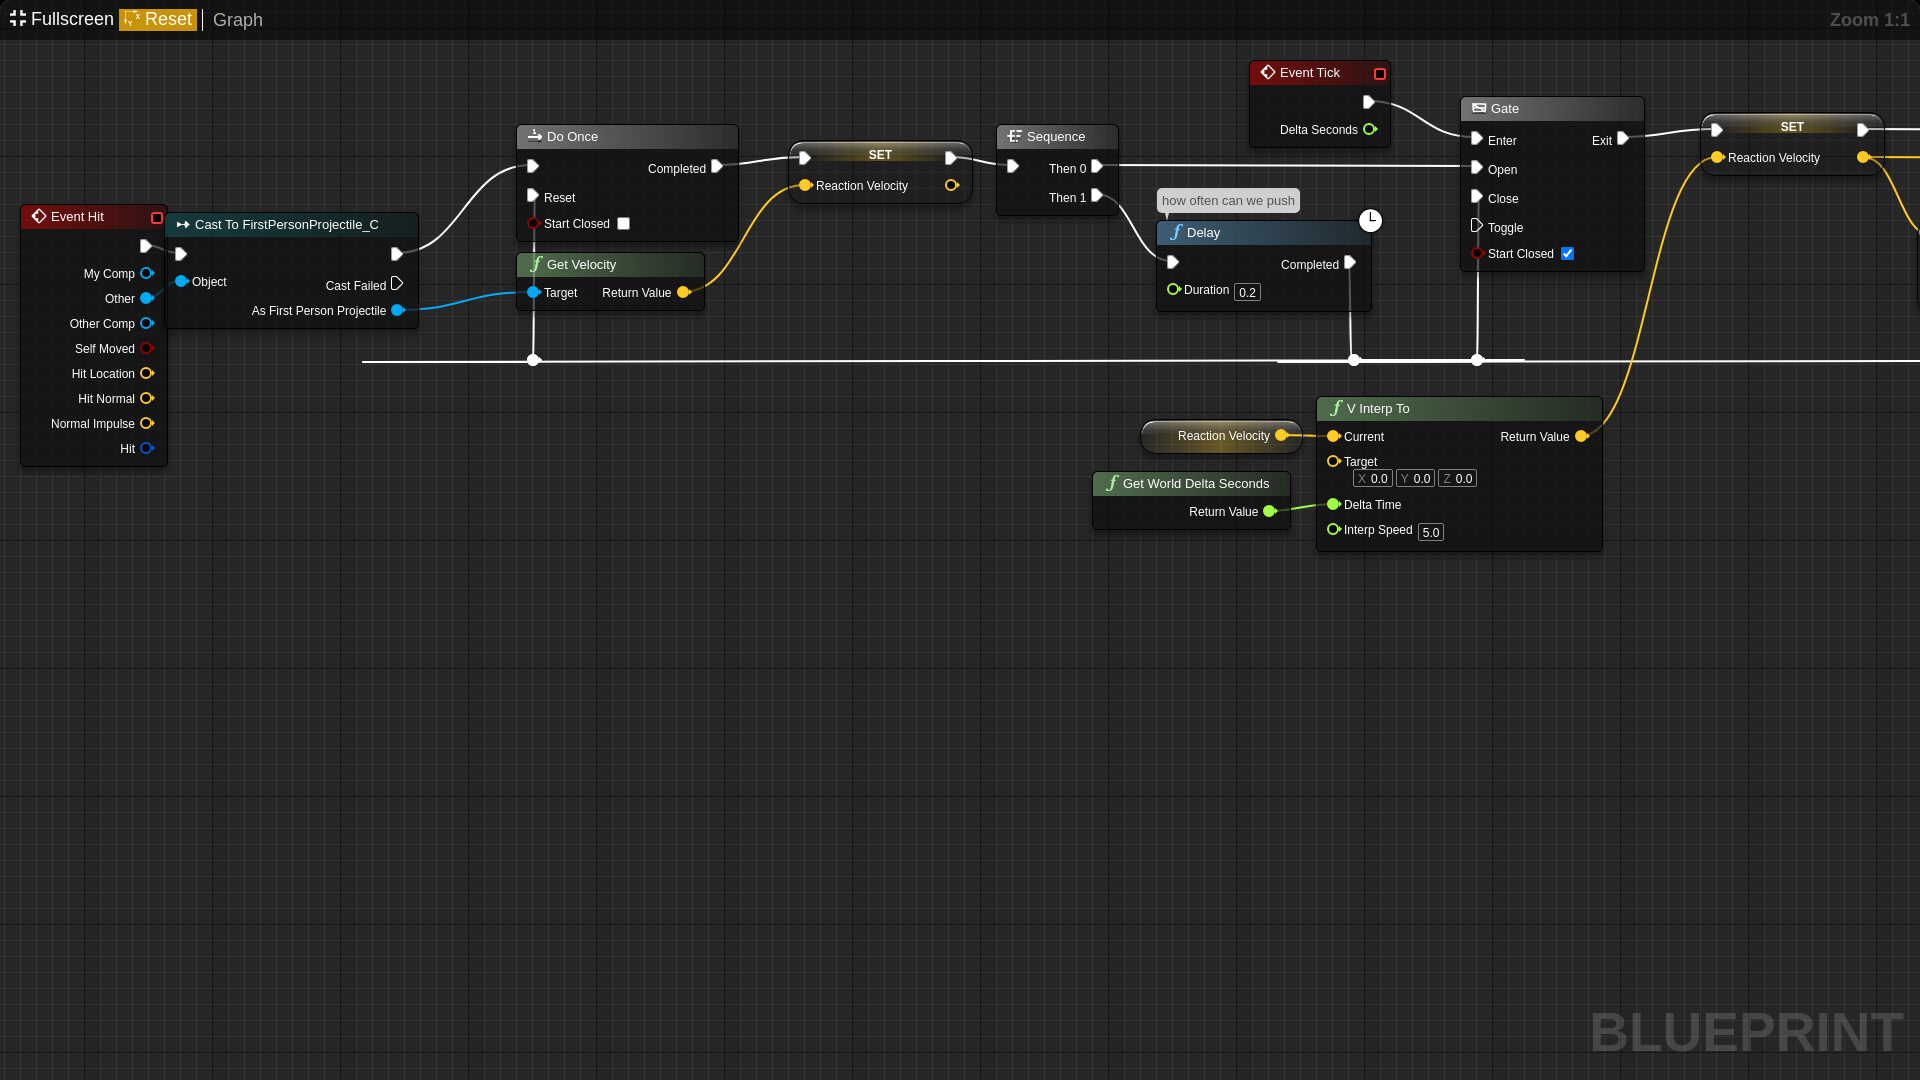 Fullscreen Reset Graph
Zoom 1:1
Event Hit
My Comp
Other
Other Comp
Self Moved
Hit Location
Hit Normal
Normal Impulse
Hit
Cast To FirstPersonProjectile_C
Object
Cast Failed
As First Person Projectile
Do Once
Completed
Reset
Start Closed
Get Velocity
Target Return Value
SET
Reaction Velocity
Sequence
Then 0
Then 1
how often can we push
Delay
Completed
Duration 0.2
Event Tick
Delta Seconds
Gate
Enter Exit
Open
Close
Toggle
Start Closed
SET
Reaction Velocity
Reaction Velocity
Get World Delta Seconds
Return Value
V Interp To
Current Return Value
Target
X 0.0 Y 0.0 Z 0.0
Delta Time
Interp Speed 5.0
BLUEPRINT